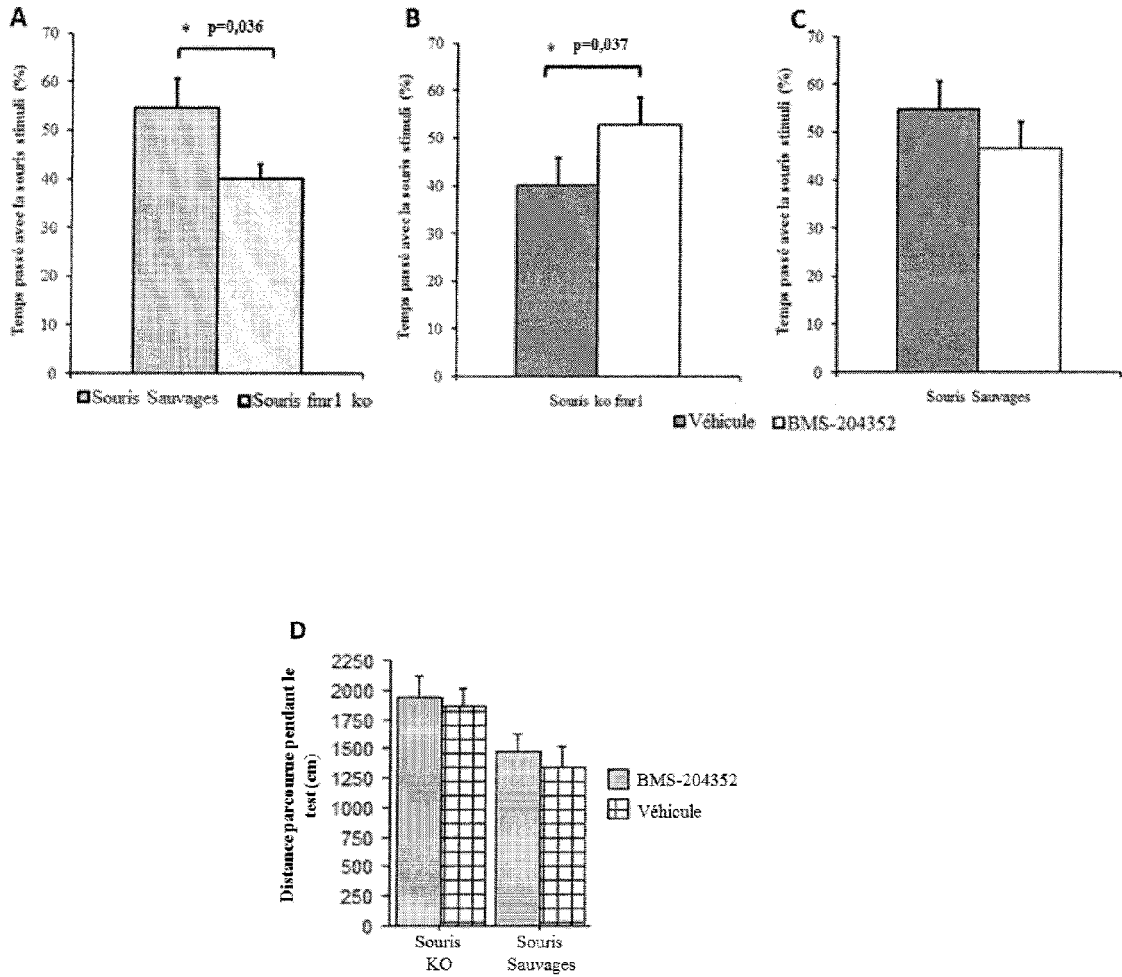 A
* p=0,036
Temps passé avec la souris stimuli (%)
70
60
50
40
30
20
10
0
Souris Sauvages
Souris fmr1 ko
B
* p=0,037
Temps passé avec la souris stimuli (%)
70
60
50
40
30
20
10
0
Souris ko fmr1
C
Temps passé avec la souris stimuli (%)
70
60
50
40
30
20
10
0
Souris Sauvages
Véhicule
BMS-204352
D
Distance parcourue pendant le
test (cm)
2250
2000
1750
1500
1250
1000
750
500
250
0
Souris
KO
Souris
Sauvages
BMS-204352
Véhicule